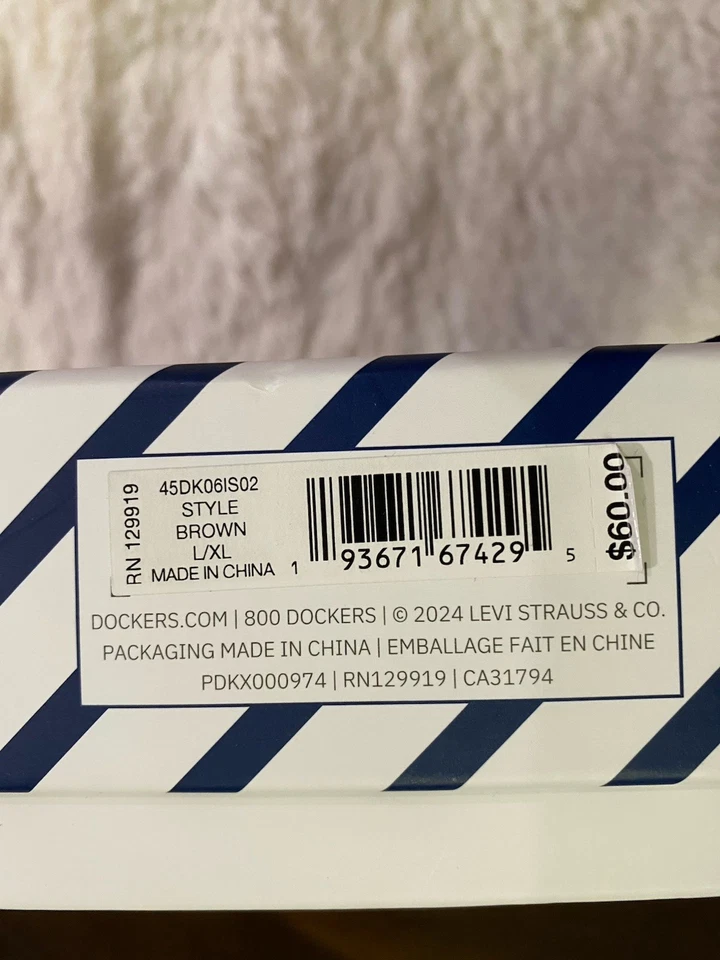 RN 129919
45DK06IS02
STYLE
BROWN
L/XL
MADE IN CHINA
1 93671 67429 5
$60.00
DOCKERS.COM | 800 DOCKERS | © 2024 LEVI STRAUSS & CO.
PACKAGING MADE IN CHINA | EMBALLAGE FAIT EN CHINE
PDKX000974 | RN129919 | CA31794